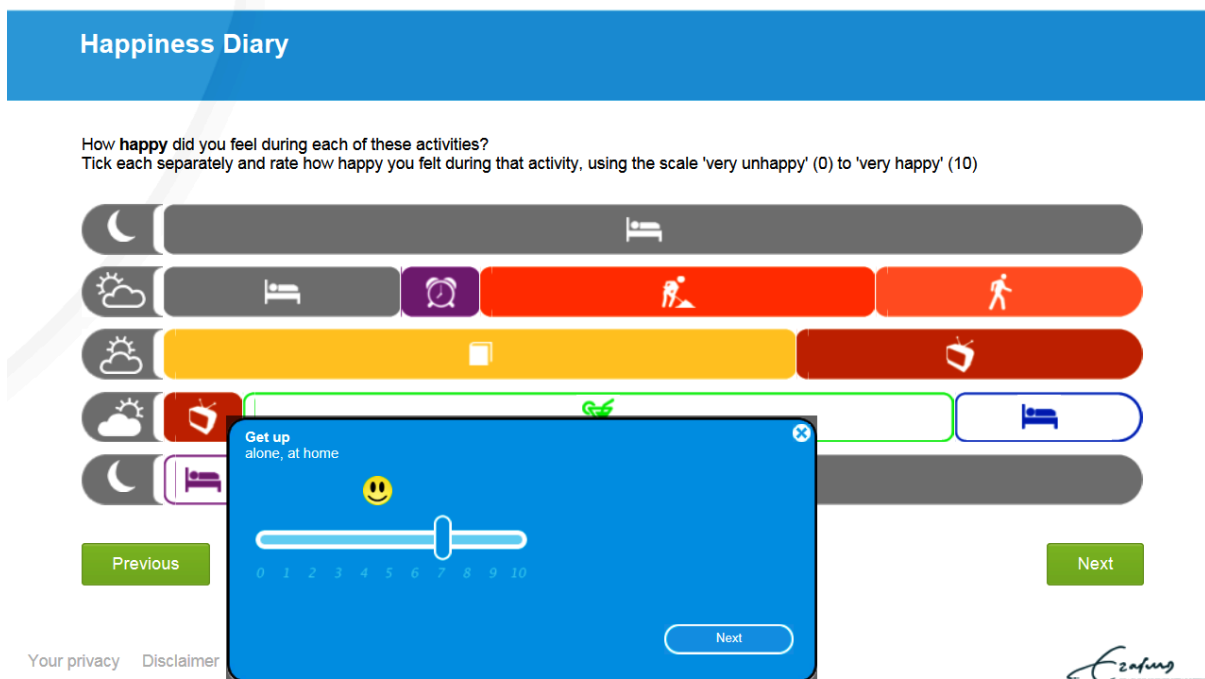 Happiness Diary
How happy did you feel during each of these activities?
Tick each separately and rate how happy you felt during that activity, using the scale 'very unhappy' (0) to 'very happy' (10)
Get up
alone, at home
0 1 2 3 4 5 6 7 8 9 10
Next
Previous
Next
Your privacy Disclaimer